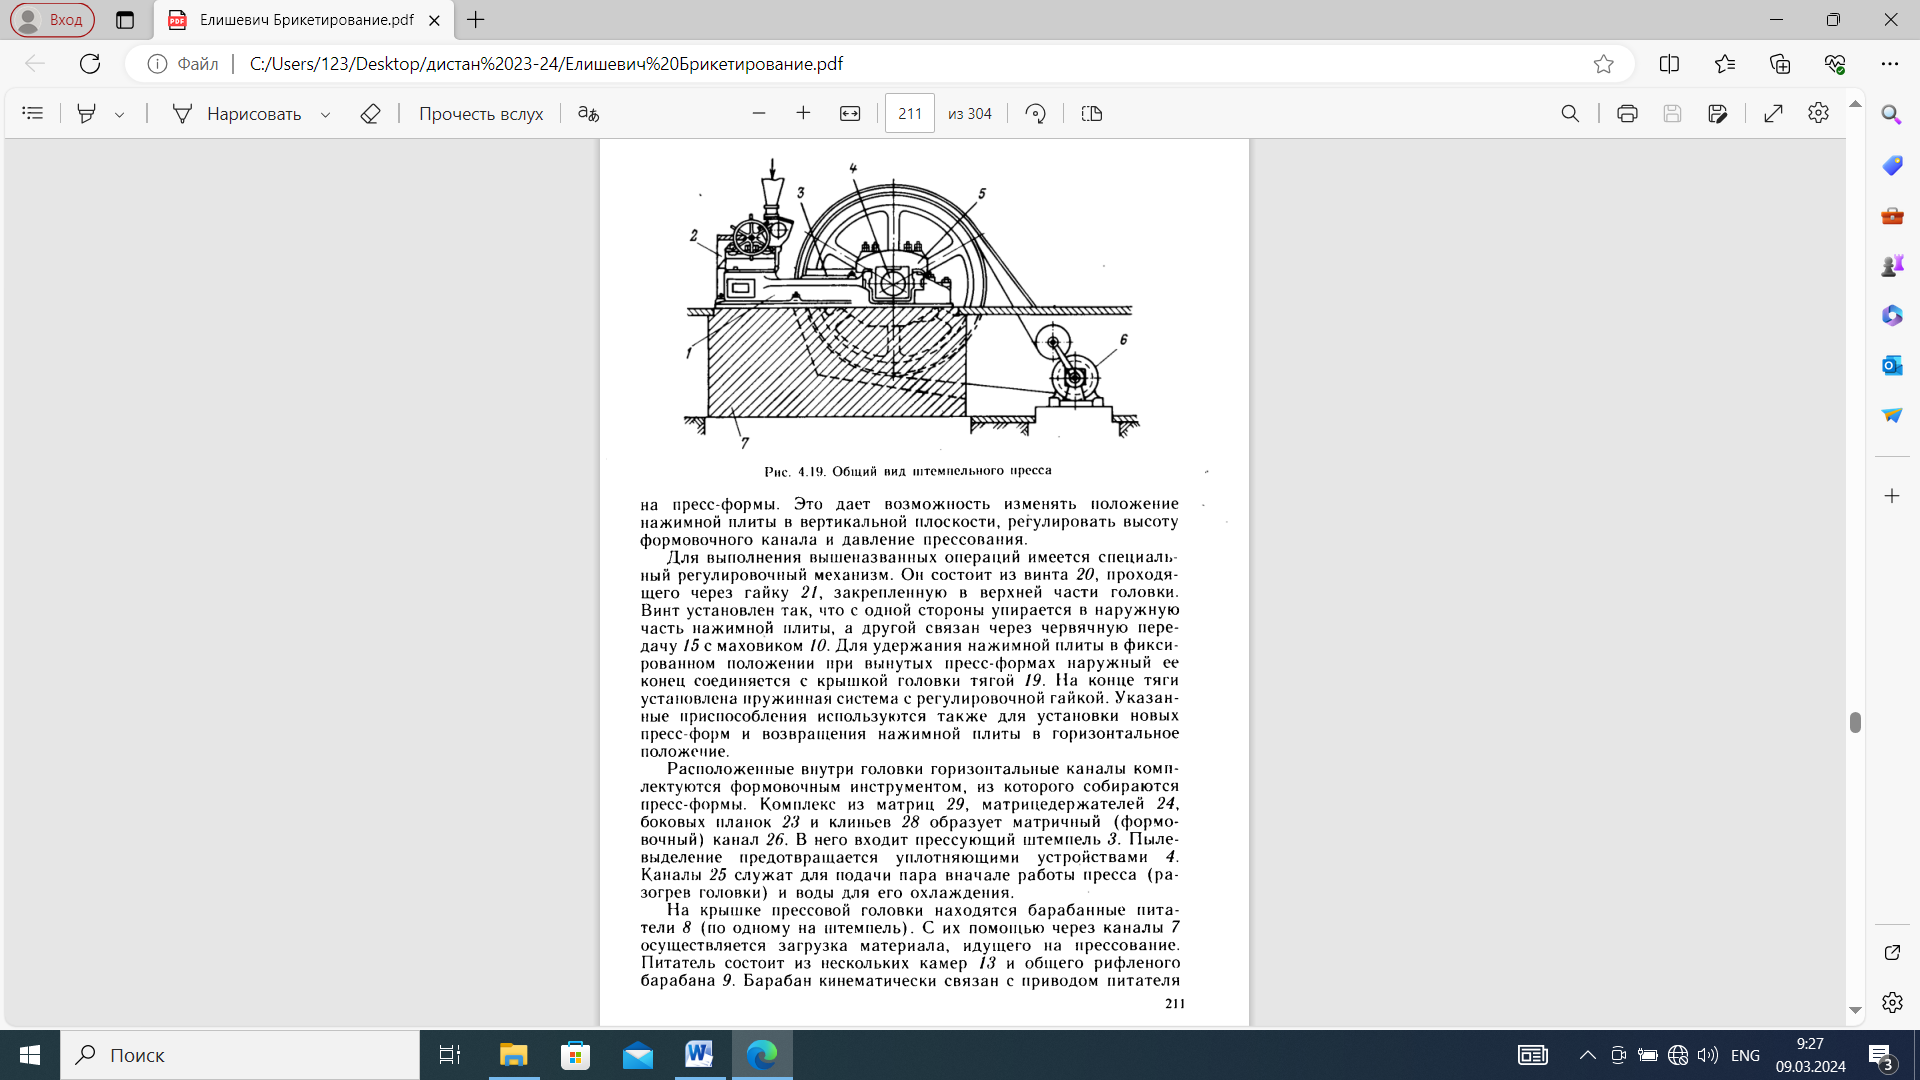 Вход
Елишевич Брикетирование.pdf
Файл
C:/Users/123/Desktop/дистан%2023-24/Елишевич%20Брикетирование.pdf
Нарисовать
Прочесть вслух
211
из 304
4
3
5
2
1
6
7
Рис. 4.19. Общий вид штемпельного пресса
на пресс-формы. Это дает возможность изменять положение
нажимной плиты в вертикальной плоскости, регулировать высоту
формовочного канала и давление прессования.
Для выполнения вышеназванных операций имеется специаль-
ный регулировочный механизм. Он состоит из винта 20, проходя-
щего через гайку 21, закрепленную в верхней части головки.
Винт установлен так, что с одной стороны упирается в наружную
часть нажимной плиты, а другой связан через червячную пере-
дачу 15 с маховиком 10. Для удержания нажимной плиты в фикси-
рованном положении при вынутых пресс-формах наружный ее
конец соединяется с крышкой головки тягой 19. На конце тяги
установлена пружинная система с регулировочной гайкой. Указан-
ные приспособления используются также для установки новых
пресс-форм и возвращения нажимной плиты в горизонтальное
положение.
Расположенные внутри головки горизонтальные каналы комп-
лектуются формовочным инструментом, из которого собираются
пресс-формы. Комплекс из матриц 29, матрицедержателей 24,
боковых планок 23 и клиньев 28 образует матричный (формо-
вочный) канал 26. В него входит прессующий штемпель 3. Пыле-
выделение предотвращается уплотняющими устройствами 4.
Каналы 25 служат для подачи пара вначале работы пресса (ра-
зогрев головки) и воды для его охлаждения.
На крышке прессовой головки находятся барабанные пита-
тели 8 (по одному на штемпель). С их помощью через каналы 7
осуществляется загрузка материала, идущего на прессование.
Питатель состоит из нескольких камер 13 и общего рифленого
барабана 9. Барабан кинематически связан с приводом питателя
211
Поиск
ENG
9:27
09.03.2024
3